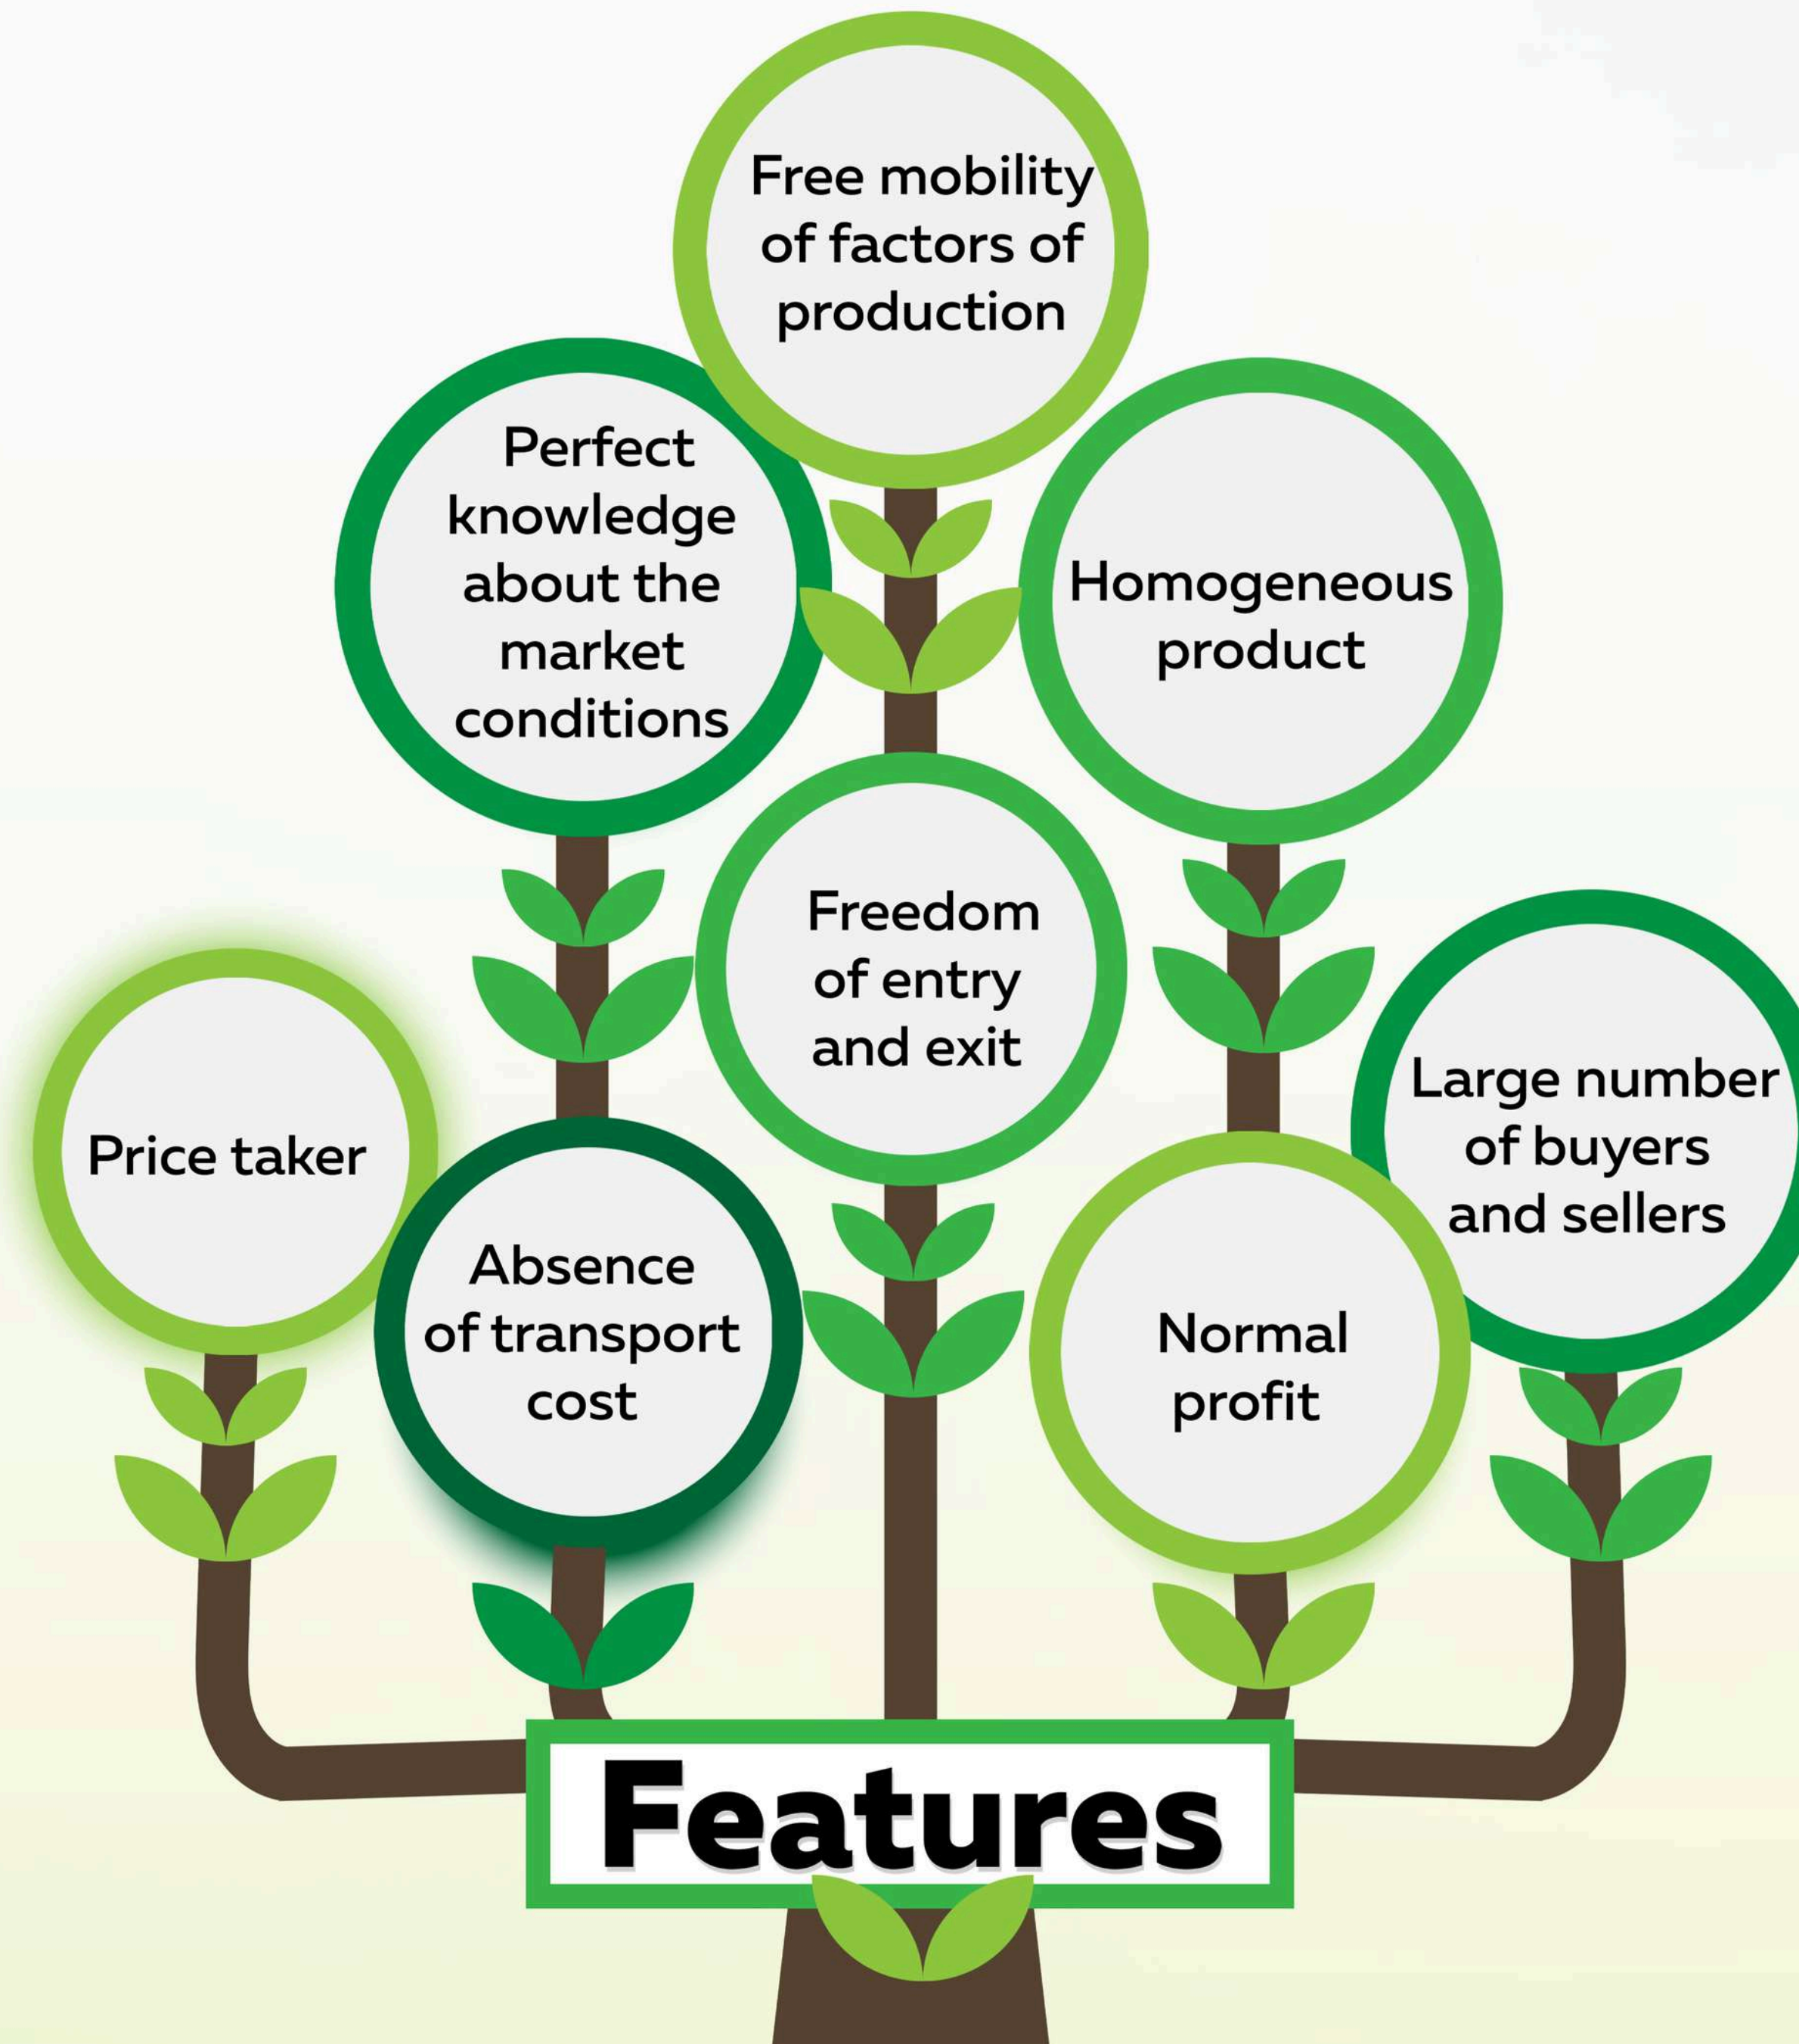 Free mobility
of factors of
production
Perfect
knowledge
about the
market
conditions
Homogeneous
product
Freedom
of entry
and exit
Price taker
Large number
of buyers
and sellers
Absence
of transport
cost
Normal
profit
Features